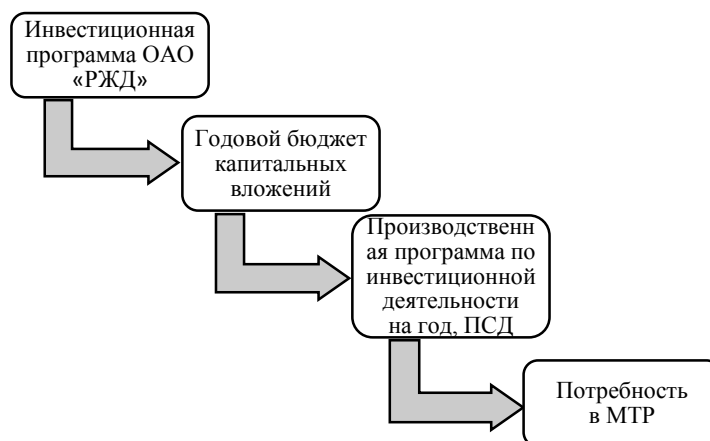 Инвестиционная
программа ОАО
«РЖД»
Годовой бюджет
капитальных
вложений
Производственн
ая программа по
инвестиционной
деятельности
на год, ПСД
Потребность
в МТР